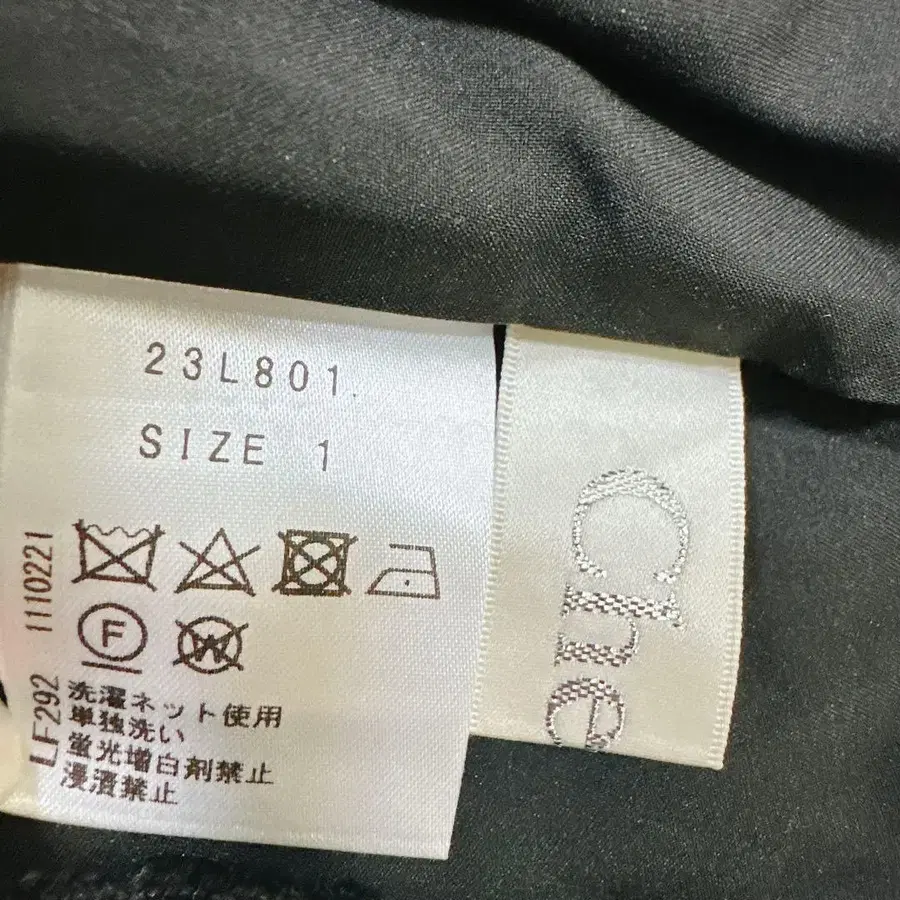 23L801
SIZE 1
F
W
洗濯ネット使用
単独洗い
蛍光増白剤禁止
浸漬禁止
LF292 1110221
Che